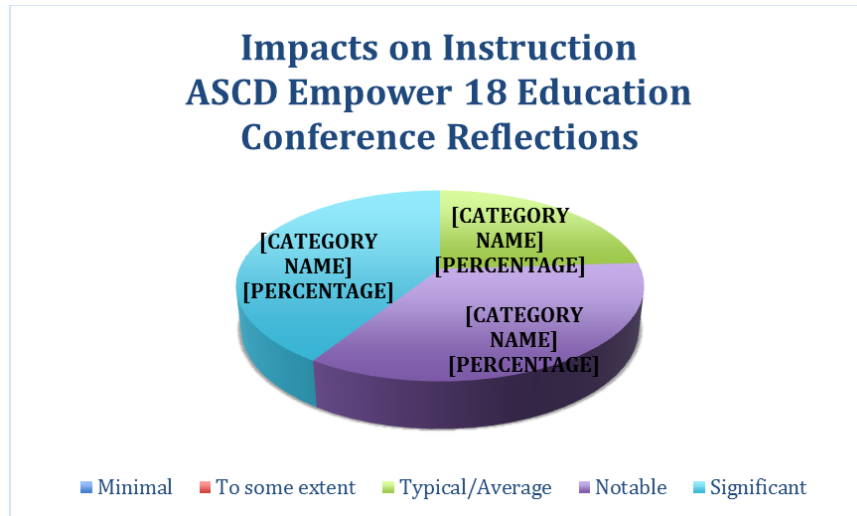 Impacts on Instruction
ASCD Empower 18 Education
Conference Reflections
[CATEGORY
NAME]
[PERCENTAGE]
[CATEGORY
NAME]
[PERCENTAGE]
[CATEGORY
NAME]
[PERCENTAGE]
Minimal To some extent Typical/Average Notable Significant